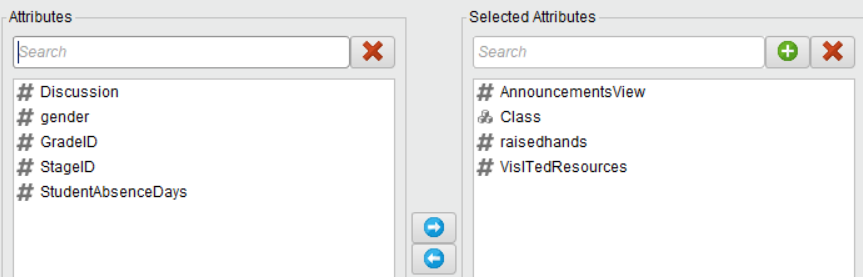 Attributes
Search
# Discussion
# gender
# GradeID
# StageID
# StudentAbsenceDays
Selected Attributes
Search
# AnnouncementsView
Class
# raisedhands
# VisITedResources